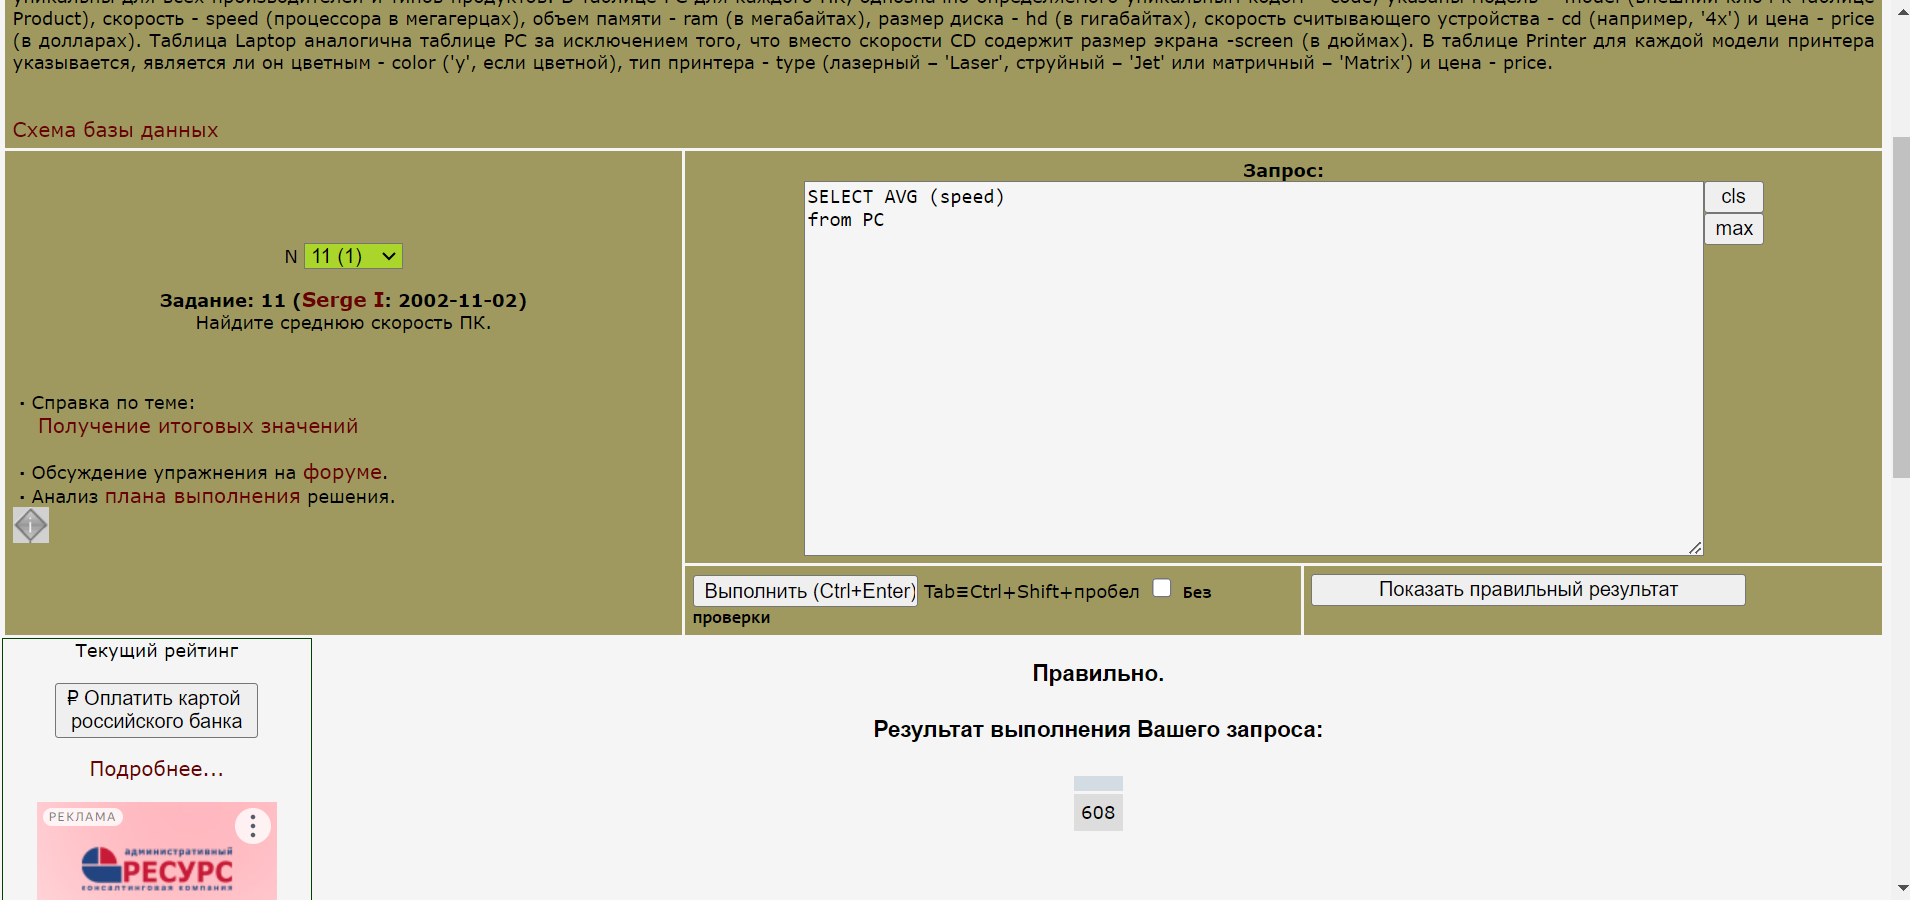 Product), скорость - speed (процессора в мегагерцах), объем памяти - ram (в мегабайтах), размер диска - hd (в гигабайтах), скорость считывающего устройства - cd (например, '4x') и цена - price
(в долларах). Таблица Laptop аналогична таблице PC за исключением того, что вместо скорости CD содержит размер экрана -screen (в дюймах). В таблице Printer для каждой модели принтера
указывается, является ли он цветным - color ('y', если цветной), тип принтера - type (лазерный – 'Laser', струйный – 'Jet' или матричный – 'Matrix') и цена - price.
Схема базы данных
Запрос:
SELECT AVG (speed)
from PC
cls
max
N 11 (1)
Задание: 11 (Serge I: 2002-11-02)
Найдите среднюю скорость ПК.
· Справка по теме:
Получение итоговых значений
· Обсуждение упражнения на форуме.
· Анализ плана выполнения решения.
i
Выполнить (Ctrl+Enter) Tab≡Ctrl+Shift+пробел Без
проверки
Показать правильный результат
Текущий рейтинг
₽ Оплатить картой
российского банка
Подробнее...
РЕКЛАМА
административный
РЕСУРС
консалтинговая компания
Правильно.
Результат выполнения Вашего запроса:
608